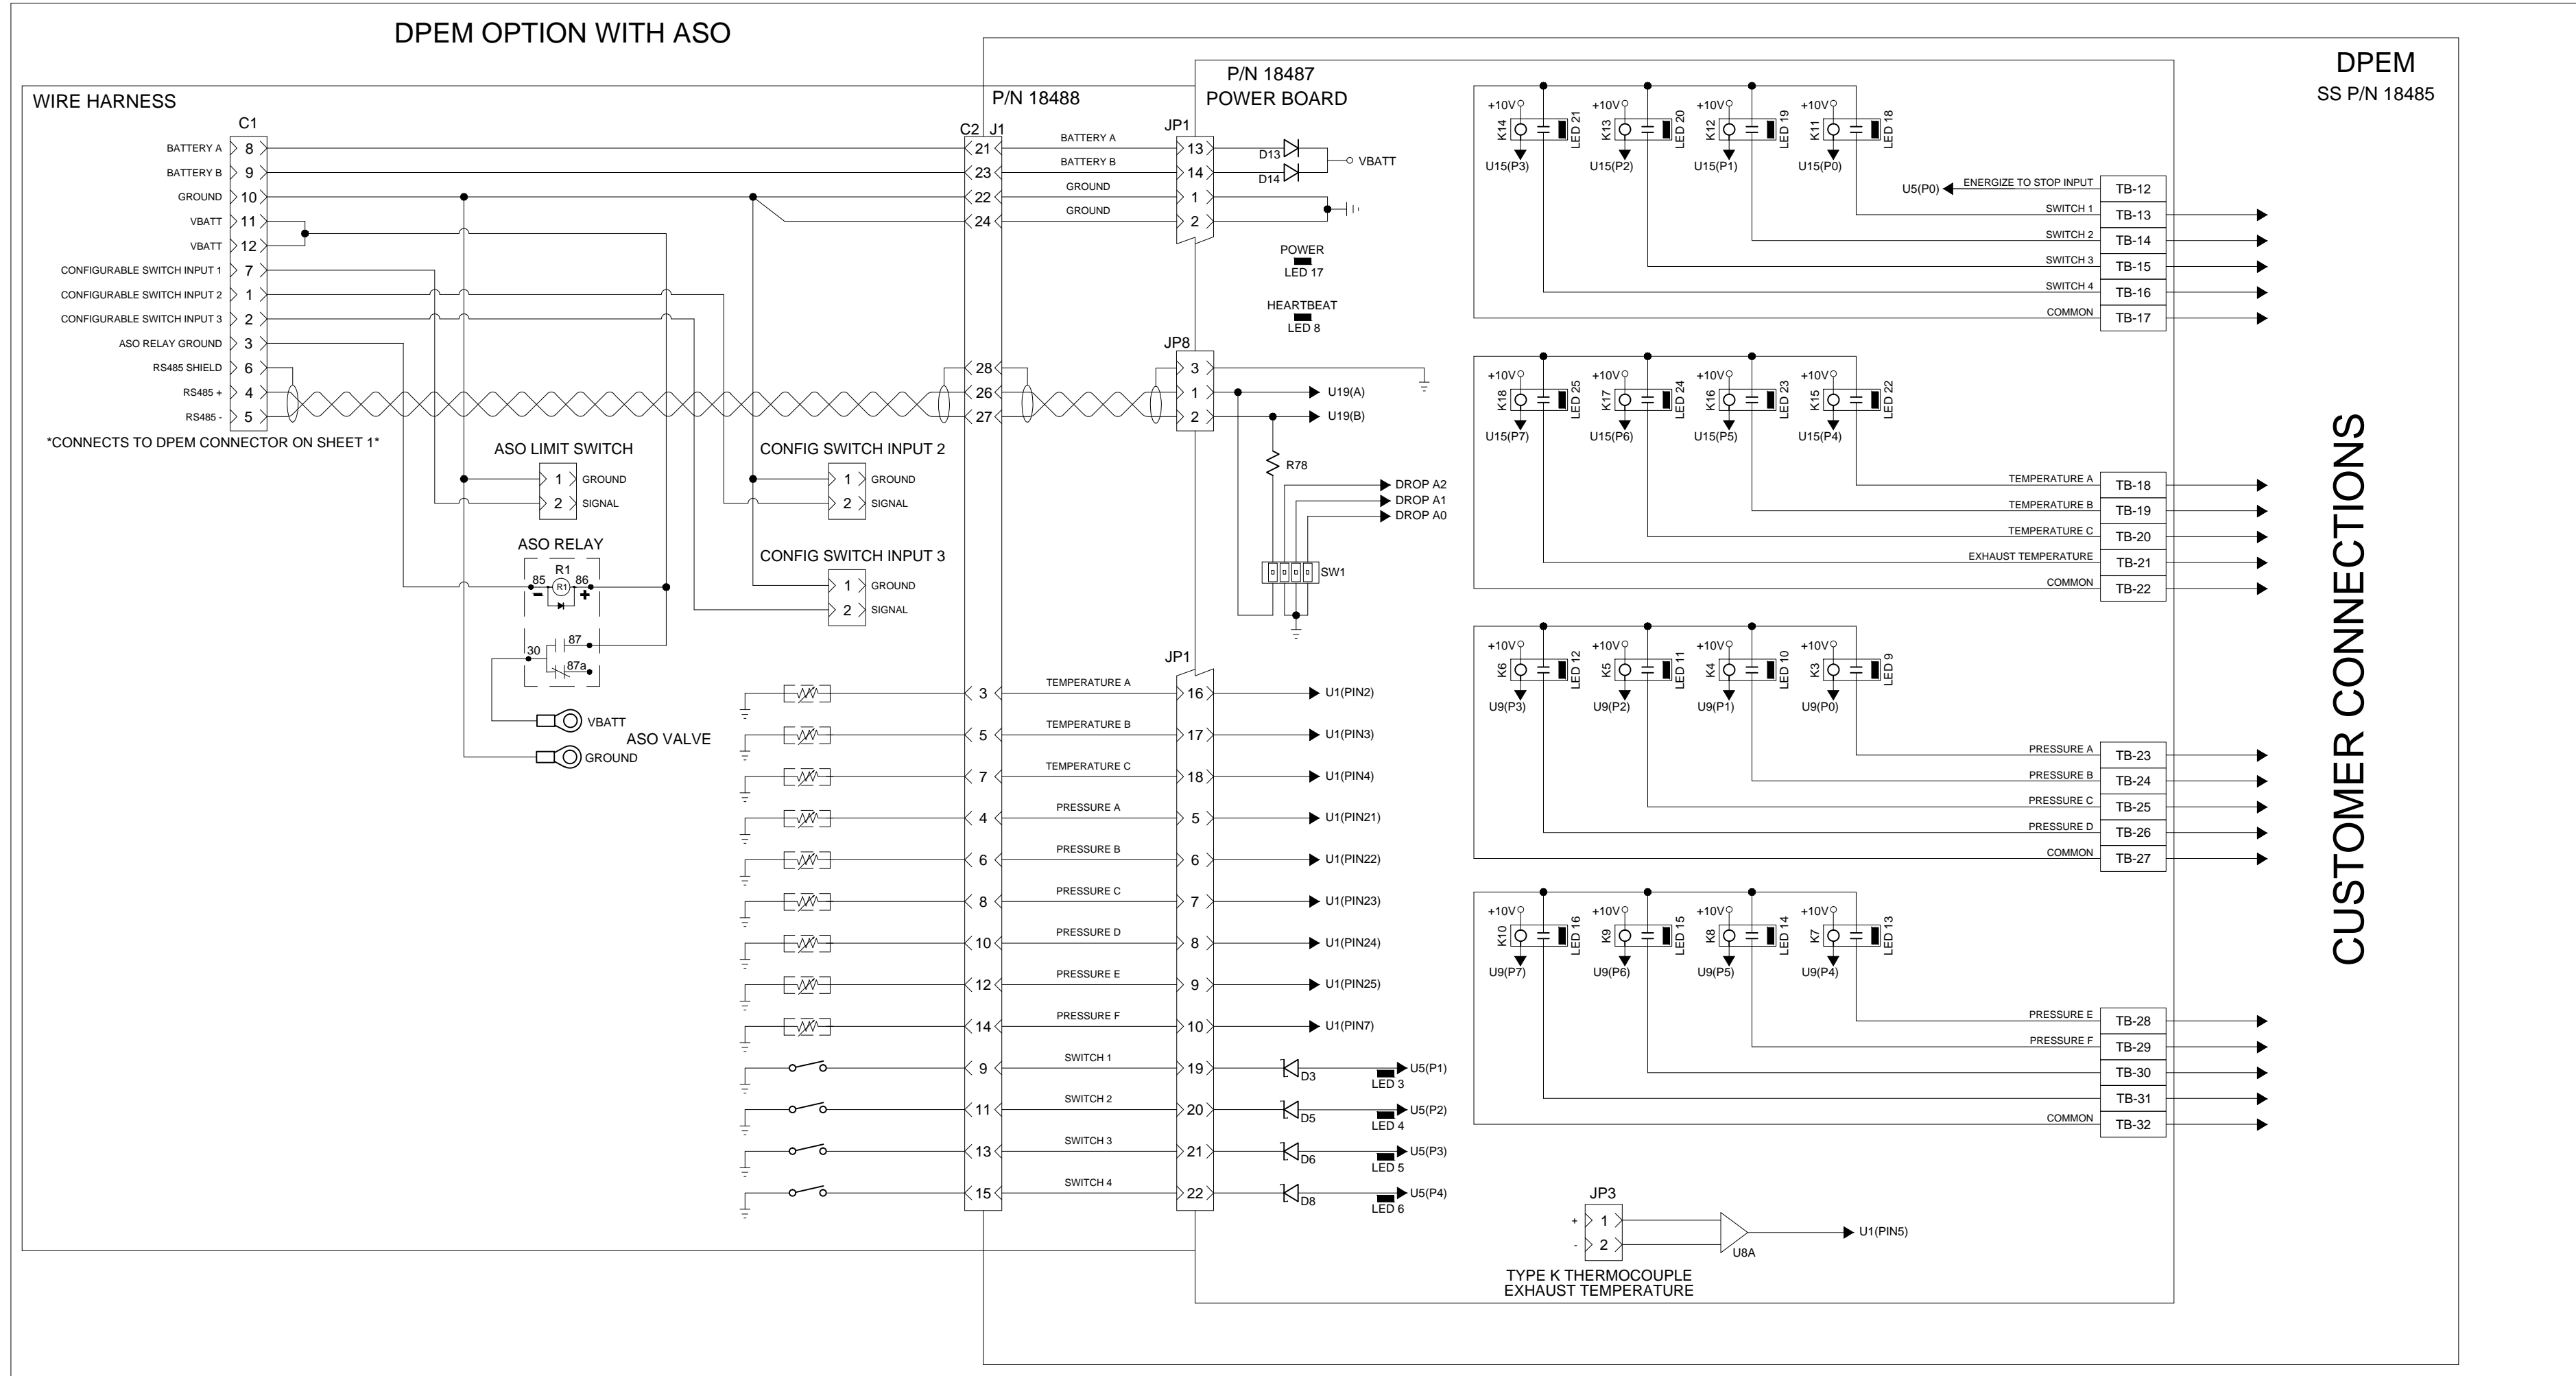 DPEM OPTION WITH ASO
DPEM
SS P/N 18485
CUSTOMER CONNECTIONS
WIRE HARNESS
P/N 18488
P/N 18487
POWER BOARD
C1
BATTERY A 8
BATTERY B 9
GROUND 10
VBATT 11
VBATT 12
CONFIGURABLE SWITCH INPUT 1 7
CONFIGURABLE SWITCH INPUT 2 1
CONFIGURABLE SWITCH INPUT 3 2
ASO RELAY GROUND 3
RS485 SHIELD 6
RS485 + 4
RS485 - 5
*CONNECTS TO DPEM CONNECTOR ON SHEET 1*
ASO LIMIT SWITCH
1 GROUND
2 SIGNAL
CONFIG SWITCH INPUT 2
1 GROUND
2 SIGNAL
CONFIG SWITCH INPUT 3
1 GROUND
2 SIGNAL
ASO RELAY
R1
85 R1 86
- +
87
30
87a
VBATT
ASO VALVE
GROUND
C2 J1
JP1
21 BATTERY A 13 D13
23 BATTERY B 14 D14
VBATT
22 GROUND 1
24 GROUND 2
POWER
LED 17
HEARTBEAT
LED 8
JP8
28 3
26 1 U19(A)
27 2 U19(B)
R78
DROP A2
DROP A1
DROP A0
SW1
JP1
3 TEMPERATURE A 16 U1(PIN2)
5 TEMPERATURE B 17 U1(PIN3)
7 TEMPERATURE C 18 U1(PIN4)
4 PRESSURE A 5 U1(PIN21)
6 PRESSURE B 6 U1(PIN22)
8 PRESSURE C 7 U1(PIN23)
10 PRESSURE D 8 U1(PIN24)
12 PRESSURE E 9 U1(PIN25)
14 PRESSURE F 10 U1(PIN7)
9 SWITCH 1 19 D3 LED 3 U5(P1)
11 SWITCH 2 20 D5 LED 4 U5(P2)
13 SWITCH 3 21 D6 LED 5 U5(P3)
15 SWITCH 4 22 D8 LED 6 U5(P4)
+10V +10V +10V +10V
K14 LED 21 K13 LED 20 K12 LED 19 K11 LED 18
U15(P3) U15(P2) U15(P1) U15(P0)
U5(P0) ENERGIZE TO STOP INPUT TB-12
SWITCH 1 TB-13
SWITCH 2 TB-14
SWITCH 3 TB-15
SWITCH 4 TB-16
COMMON TB-17
+10V +10V +10V +10V
K18 LED 25 K17 LED 24 K16 LED 23 K15 LED 22
U15(P7) U15(P6) U15(P5) U15(P4)
TEMPERATURE A TB-18
TEMPERATURE B TB-19
TEMPERATURE C TB-20
EXHAUST TEMPERATURE TB-21
COMMON TB-22
+10V +10V +10V +10V
K6 LED 12 K5 LED 11 K4 LED 10 K3 LED 9
U9(P3) U9(P2) U9(P1) U9(P0)
PRESSURE A TB-23
PRESSURE B TB-24
PRESSURE C TB-25
PRESSURE D TB-26
COMMON TB-27
+10V +10V +10V +10V
K10 LED 16 K9 LED 15 K8 LED 14 K7 LED 13
U9(P7) U9(P6) U9(P5) U9(P4)
PRESSURE E TB-28
PRESSURE F TB-29
TB-30
TB-31
COMMON TB-32
JP3
+ 1
- 2
U8A
U1(PIN5)
TYPE K THERMOCOUPLE
EXHAUST TEMPERATURE